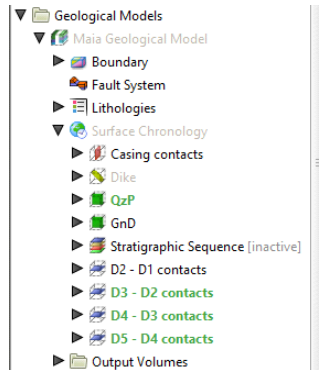 Geological Models
Maia Geological Model
Boundary
Fault System
Lithologies
Surface Chronology
Casing contacts
Dike
QzP
GnD
Stratigraphic Sequence [inactive]
D2 - D1 contacts
D3 - D2 contacts
D4 - D3 contacts
D5 - D4 contacts
Output Volumes